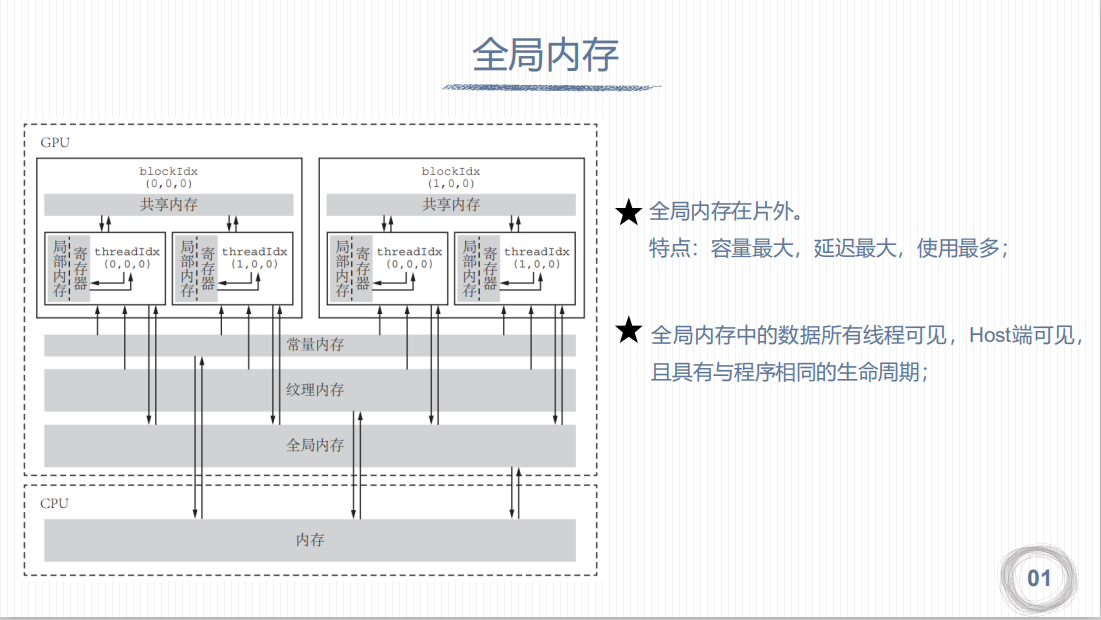 全局内存
GPU
blockIdx
(0,0,0)
共享内存
局部内存
寄存器
threadIdx
(0,0,0)
局部内存
寄存器
threadIdx
(1,0,0)
blockIdx
(1,0,0)
共享内存
局部内存
寄存器
threadIdx
(0,0,0)
局部内存
寄存器
threadIdx
(1,0,0)
常量内存
纹理内存
全局内存
CPU
内存
全局内存在片外。
特点：容量最大，延迟最大，使用最多；
全局内存中的数据所有线程可见，Host端可见，
且具有与程序相同的生命周期；
01